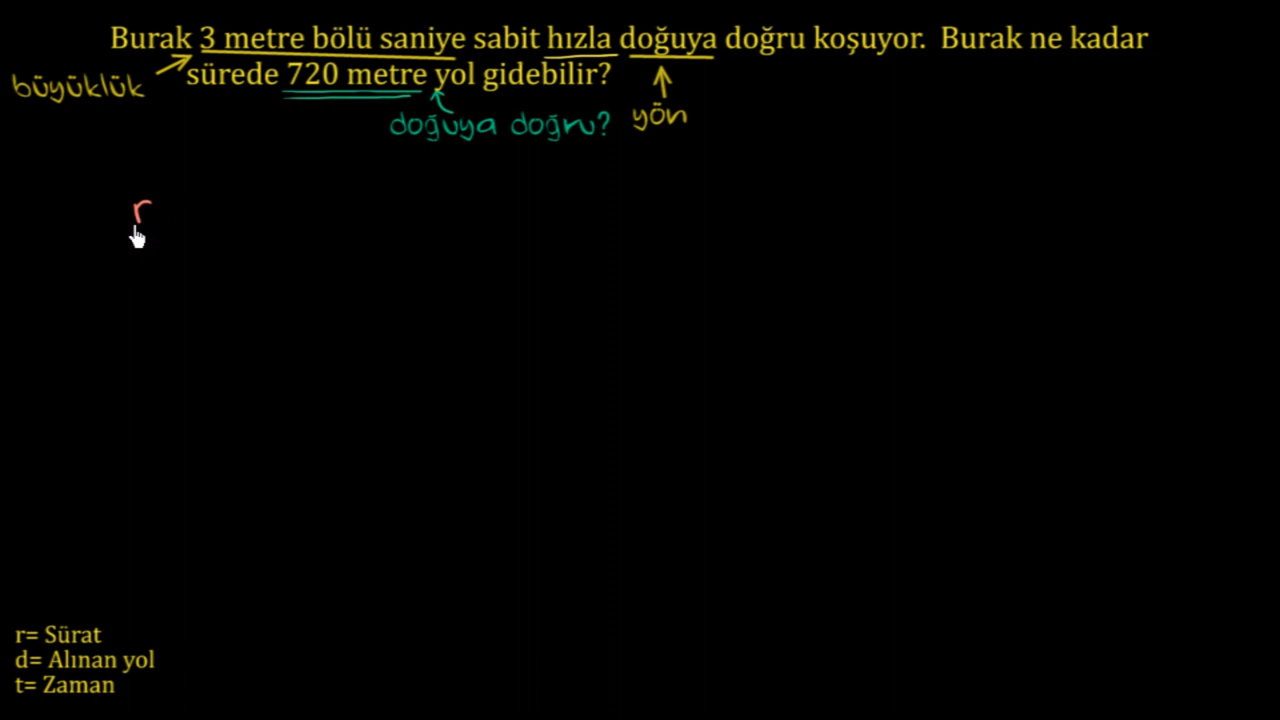 Burak 3 metre bölü saniye sabit hızla doğuya doğru koşuyor. Burak ne kadar
sürede 720 metre yol gidebilir?
büyüklük
doğuya doğru?
yön
r
r= Sürat
d= Alınan yol
t= Zaman